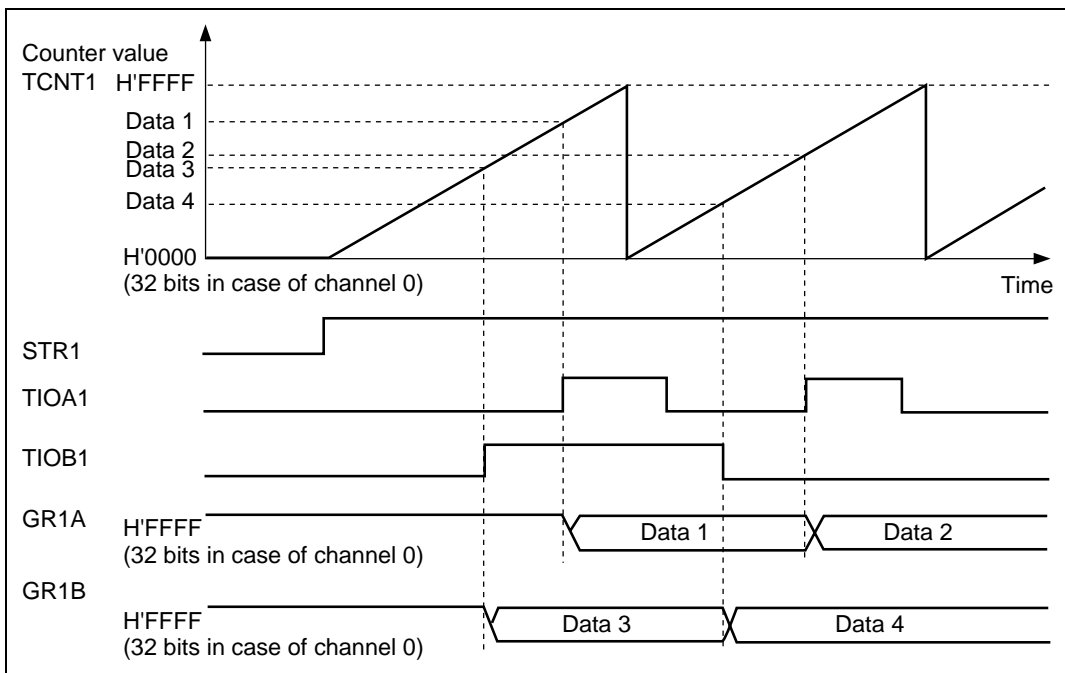 Counter value
TCNT1 H'FFFF
Data 1
Data 2
Data 3
Data 4
H'0000
(32 bits in case of channel 0)
Time
STR1
TIOA1
TIOB1
GR1A
H'FFFF
(32 bits in case of channel 0)
Data 1
Data 2
GR1B
H'FFFF
(32 bits in case of channel 0)
Data 3
Data 4